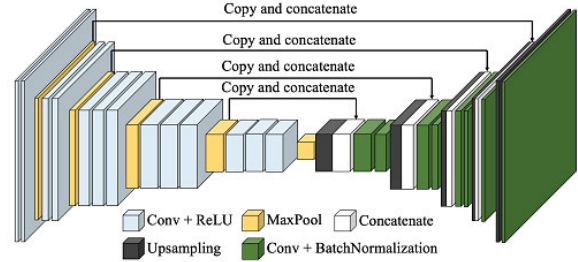 Copy and concatenate
Copy and concatenate
Copy and concatenate
Copy and concatenate
Conv + ReLU
MaxPool
Concatenate
Upsampling
Conv + BatchNormalization